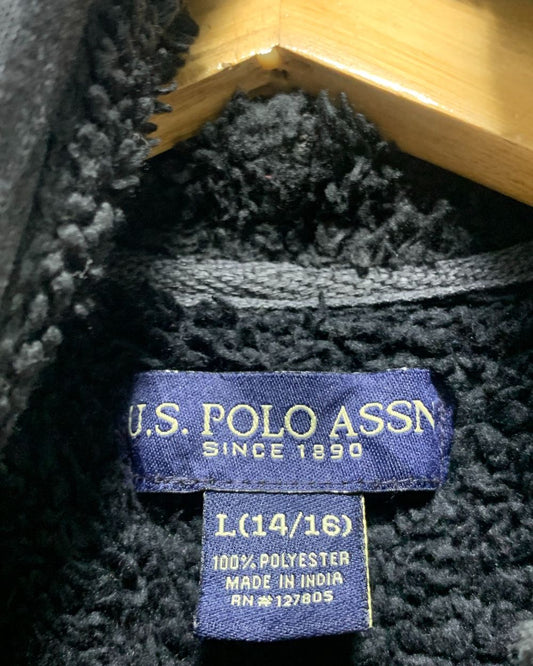 U.S. POLO ASSN
SINCE 1890
L(14/16)
100% POLYESTER
MADE IN INDIA
RN#127805